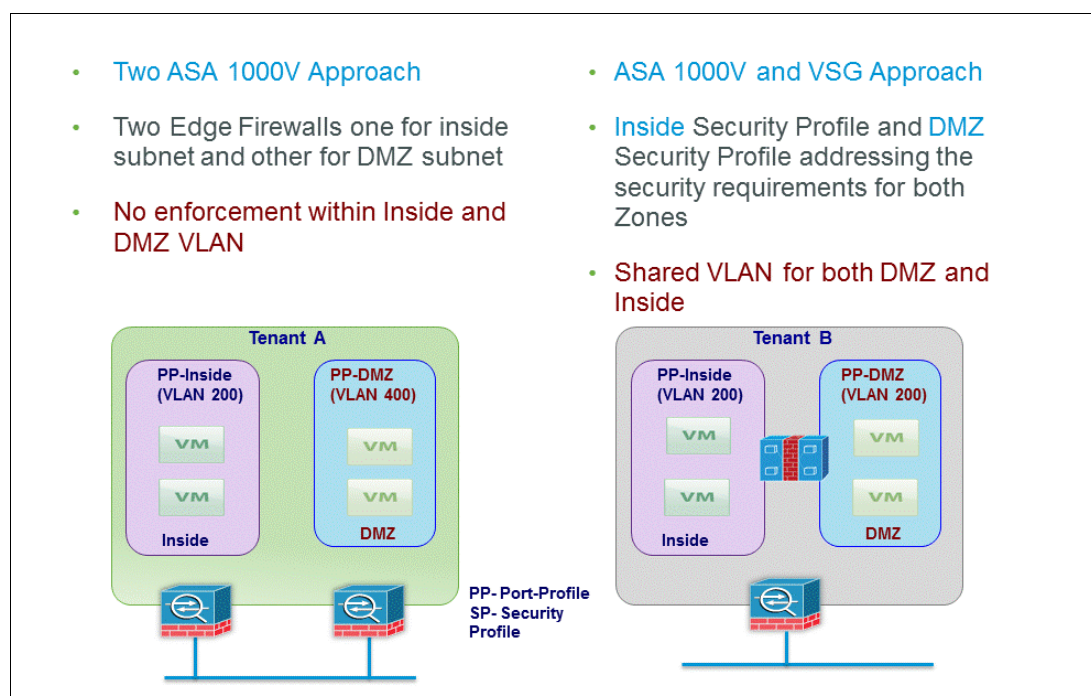 • Two ASA 1000V Approach
• Two Edge Firewalls one for inside
subnet and other for DMZ subnet
• No enforcement within Inside and
DMZ VLAN
• ASA 1000V and VSG Approach
• Inside Security Profile and DMZ
Security Profile addressing the
security requirements for both
Zones
• Shared VLAN for both DMZ and
Inside
Tenant A
PP-Inside
(VLAN 200)
VM
VM
Inside
PP-DMZ
(VLAN 400)
VM
VM
DMZ
PP- Port-Profile
SP- Security
Profile
Tenant B
PP-Inside
(VLAN 200)
VM
VM
Inside
PP-DMZ
(VLAN 200)
VM
VM
DMZ